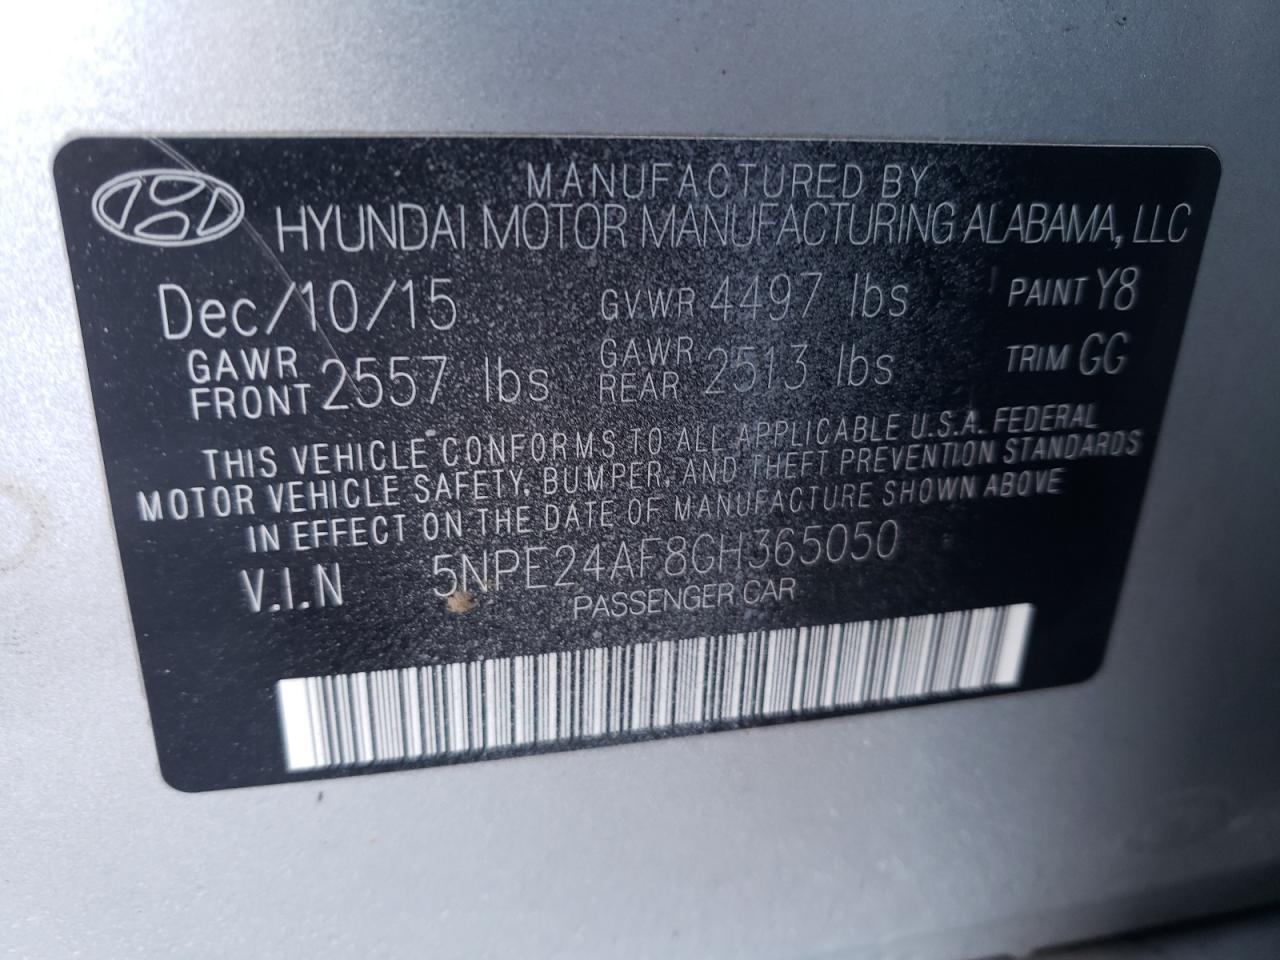 MANUFACTURED BY
HYUNDAI MOTOR MANUFACTURING ALABAMA, LLC
Dec/10/15 GVWR 4497 lbs PAINT Y8
GAWR FRONT 2557 lbs GAWR REAR 2513 lbs TRIM GG
THIS VEHICLE CONFORMS TO ALL APPLICABLE U.S.A. FEDERAL
MOTOR VEHICLE SAFETY, BUMPER, AND THEFT PREVENTION STANDARDS
IN EFFECT ON THE DATE OF MANUFACTURE SHOWN ABOVE
V.I.N 5NPE24AF8GH365050
PASSENGER CAR